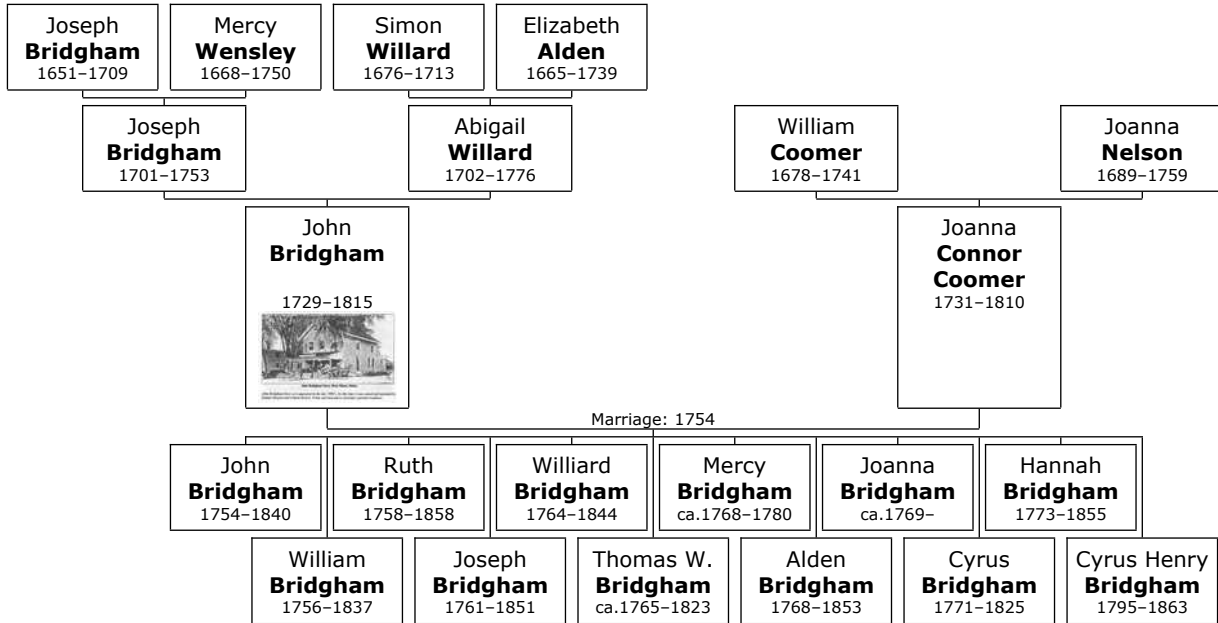 Joseph
Bridgham
1651–1709
Mercy
Wensley
1668–1750
Simon
Willard
1676–1713
Elizabeth
Alden
1665–1739
Joseph
Bridgham
1701–1753
Abigail
Willard
1702–1776
William
Coomer
1678–1741
Joanna
Nelson
1689–1759
John
Bridgham
1729–1815
Joanna
Connor
Coomer
1731–1810
Marriage: 1754
John
Bridgham
1754–1840
Ruth
Bridgham
1758–1858
Williard
Bridgham
1764–1844
Mercy
Bridgham
ca.1768–1780
Joanna
Bridgham
ca.1769–
Hannah
Bridgham
1773–1855
William
Bridgham
1756–1837
Joseph
Bridgham
1761–1851
Thomas W.
Bridgham
ca.1765–1823
Alden
Bridgham
1768–1853
Cyrus
Bridgham
1771–1825
Cyrus Henry
Bridgham
1795–1863